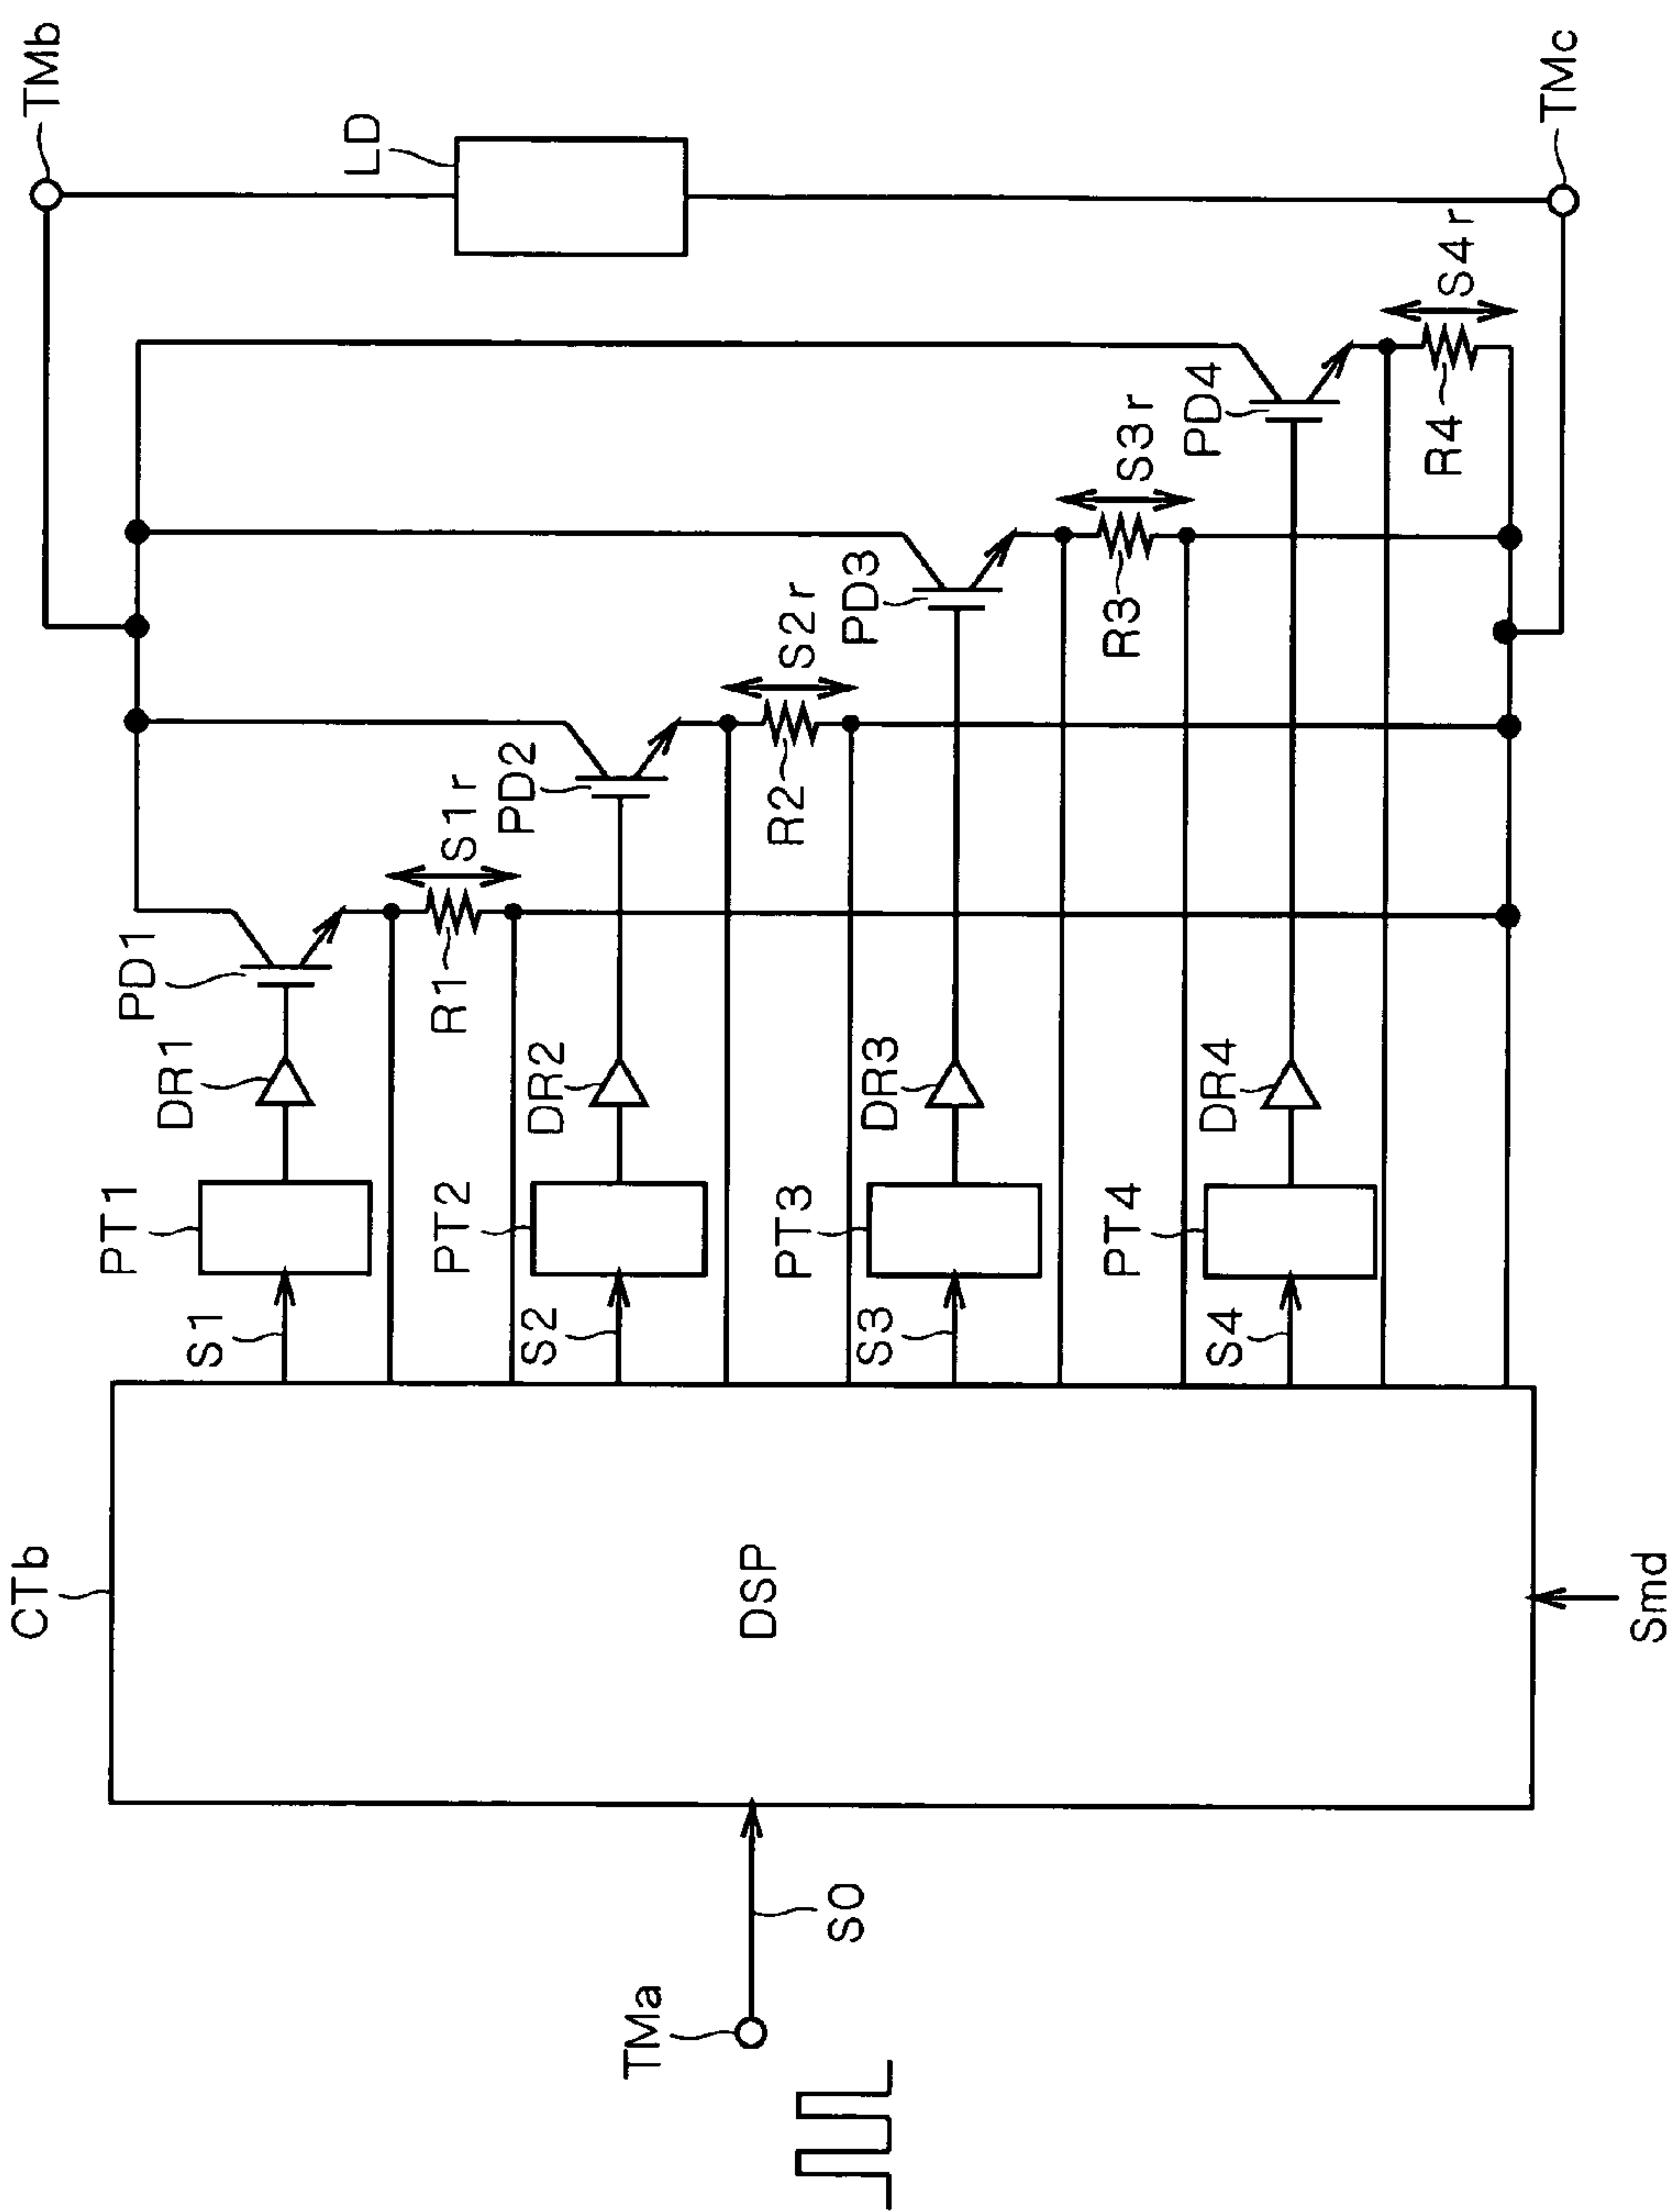 TMb
LD
TMc
S4r
R4
PD4
S3r
R3
PD3
S2r
R2
PD2
S1r
R1
PD1
DR1
DR2
DR3
DR4
PT1
PT2
PT3
PT4
S1
S2
S3
S4
CTb
DSP
Smd
S0
TMa